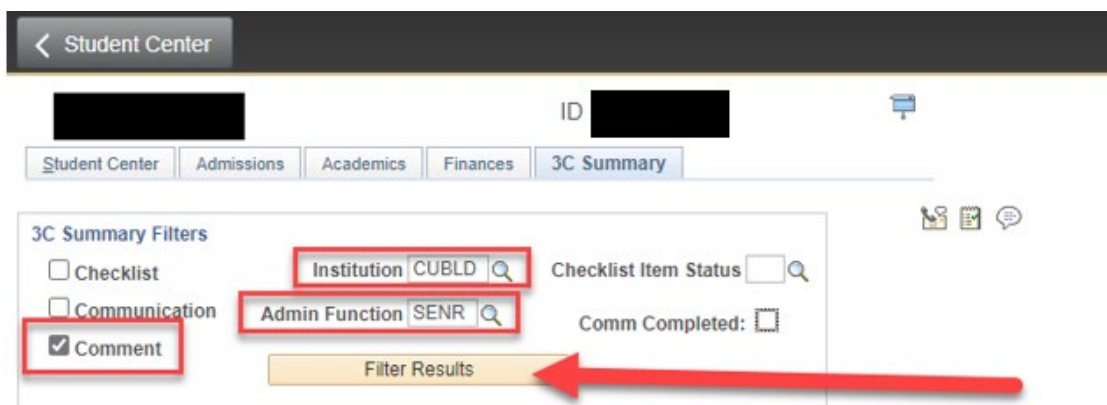 Student Center
ID
Student Center Admissions Academics Finances 3C Summary
3C Summary Filters
Checklist Institution CUBLD Checklist Item Status
Communication Admin Function SENR Comm Completed:
Comment
Filter Results